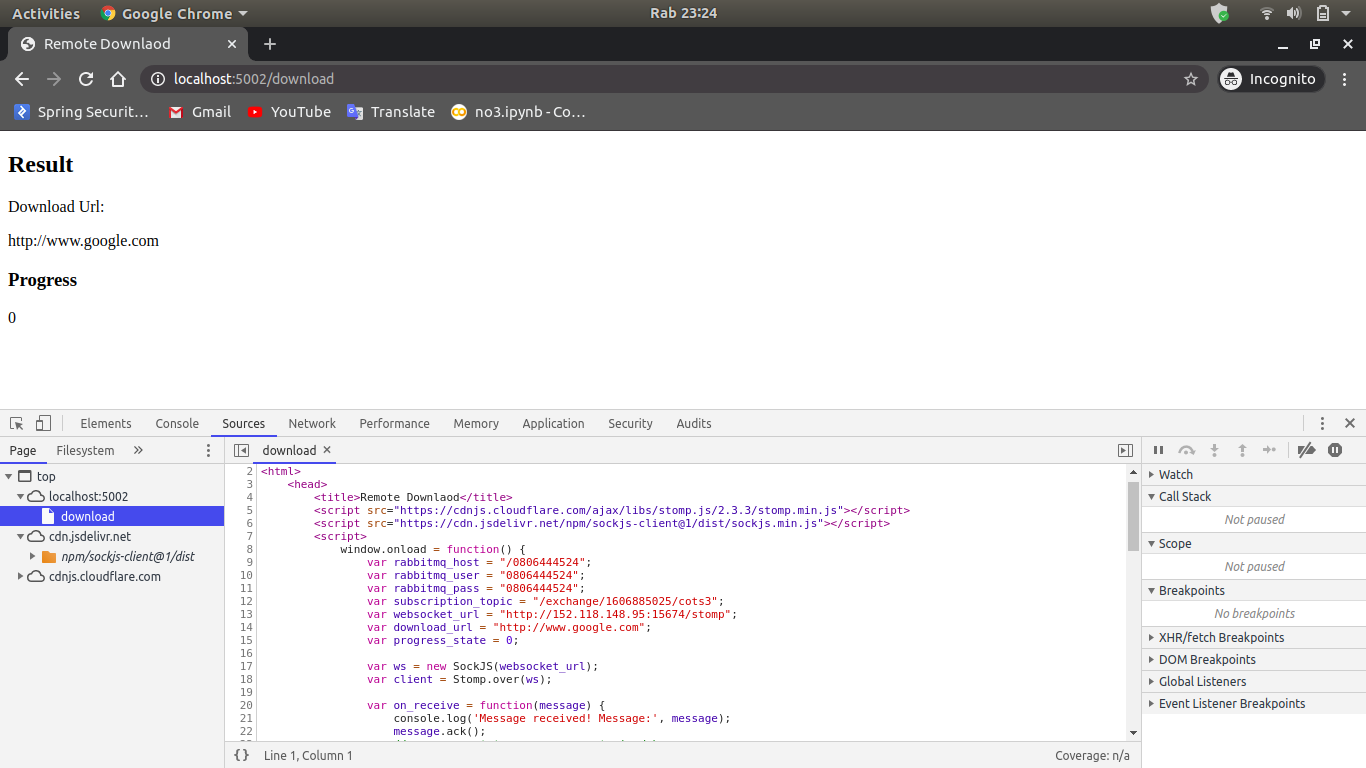 Activities Google Chrome Rab 23:24
Remote Downlaod
localhost:5002/download Incognito
Spring Securit… Gmail YouTube Translate no3.ipynb - Co…
Result
Download Url:
http://www.google.com
Progress
0
Elements Console Sources Network Performance Memory Application Security Audits
Page Filesystem » download ×
top
localhost:5002
download
cdn.jsdelivr.net
npm/sockjs-client@1/dist
cdnjs.cloudflare.com
2 <html>
3 <head>
4 <title>Remote Downlaod</title>
5 <script src="https://cdnjs.cloudflare.com/ajax/libs/stomp.js/2.3.3/stomp.min.js"></script>
6 <script src="https://cdn.jsdelivr.net/npm/sockjs-client@1/dist/sockjs.min.js"></script>
7 <script>
8 window.onload = function() {
9 var rabbitmq_host = "/0806444524";
10 var rabbitmq_user = "0806444524";
11 var rabbitmq_pass = "0806444524";
12 var subscription_topic = "/exchange/1606885025/cots3";
13 var websocket_url = "http://152.118.148.95:15674/stomp";
14 var download_url = "http://www.google.com";
15 var progress_state = 0;
16
17 var ws = new SockJS(websocket_url);
18 var client = Stomp.over(ws);
19
20 var on_receive = function(message) {
21 console.log('Message received! Message:', message);
22 message.ack();
{} Line 1, Column 1 Coverage: n/a
Watch
Call Stack
Not paused
Scope
Not paused
Breakpoints
No breakpoints
XHR/fetch Breakpoints
DOM Breakpoints
Global Listeners
Event Listener Breakpoints